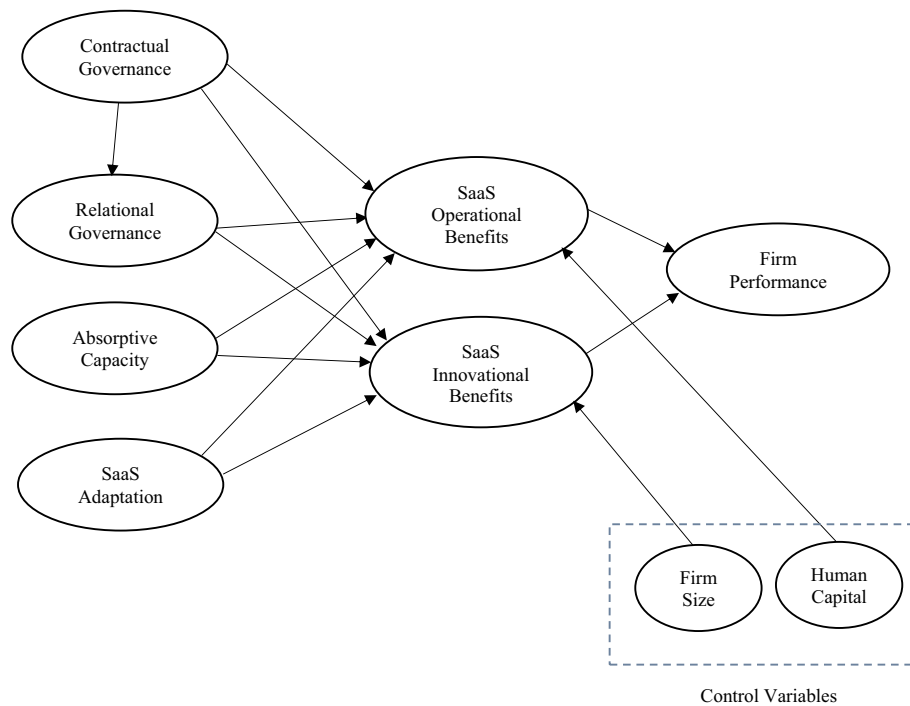 Contractual
Governance
Relational
Governance
Absorptive
Capacity
SaaS
Adaptation
SaaS
Operational
Benefits
SaaS
Innovational
Benefits
Firm
Performance
Firm
Size
Human
Capital
Control Variables